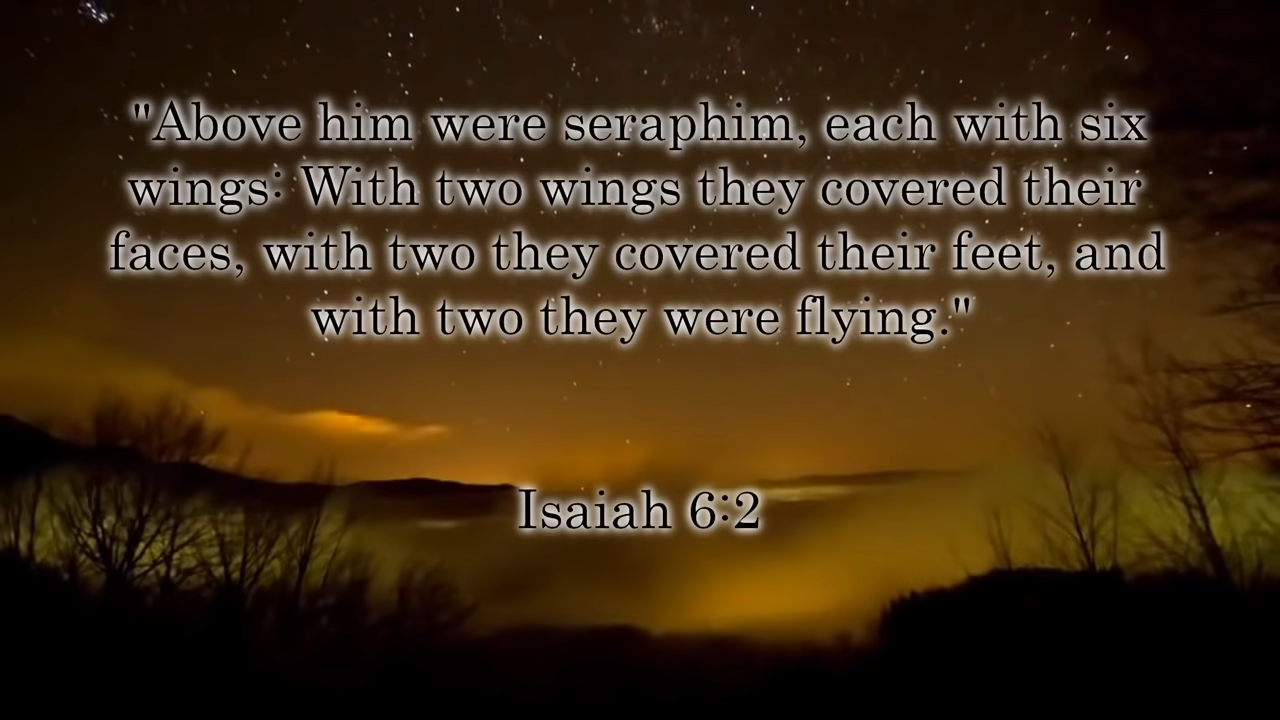 "Above him were seraphim, each with six
wings: With two wings they covered their
faces, with two they covered their feet, and
with two they were flying."
Isaiah 6:2